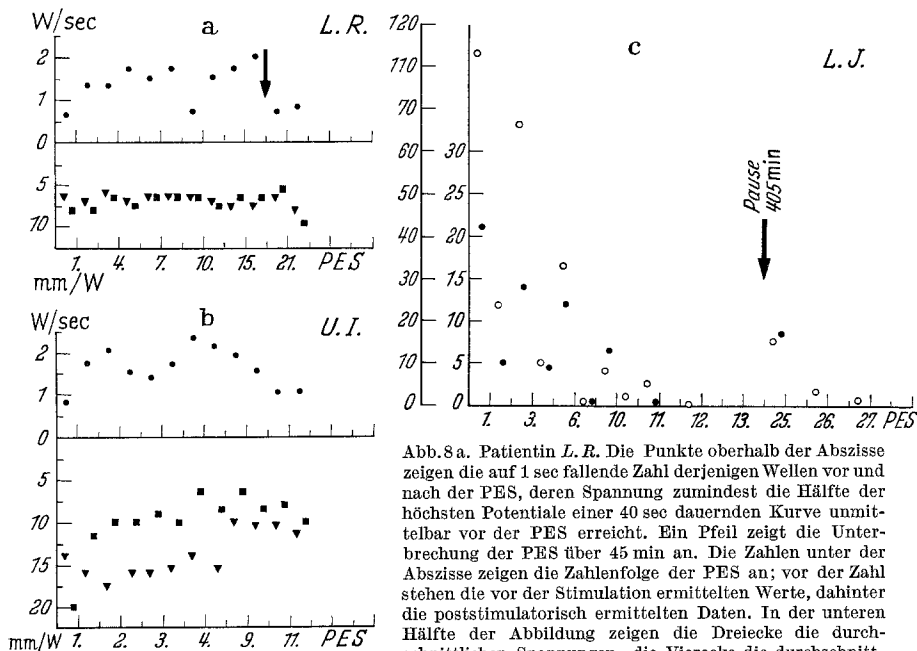 W/sec
a
L. R.
2
1
0
5
10
1. 4. 7. 10. 15. 21. PES
mm/W
W/sec
b
U. I.
2
1
0
5
10
15
20
mm/W 1. 2. 3. 4. 9. 11. PES
120
110
70
60
50
40
30
20
10
0
30
25
20
15
10
5
0
c
L. J.
Pause
405 min
1. 3. 6. 10. 11. 12. 13. 25. 26. 27. PES
Abb. 8 a. Patientin L. R. Die Punkte oberhalb der Abszisse
zeigen die auf 1 sec fallende Zahl derjenigen Wellen vor und
nach der PES, deren Spannung zumindest die Hälfte der
höchsten Potentiale einer 40 sec dauernden Kurve unmit-
telbar vor der PES erreicht. Ein Pfeil zeigt die Unter-
brechung der PES über 45 min an. Die Zahlen unter der
Abszisse zeigen die Zahlenfolge der PES an; vor der Zahl
stehen die vor der Stimulation ermittelten Werte, dahinter
die poststimulatorisch ermittelten Daten. In der unteren
Hälfte der Abbildung zeigen die Dreiecke die durch-